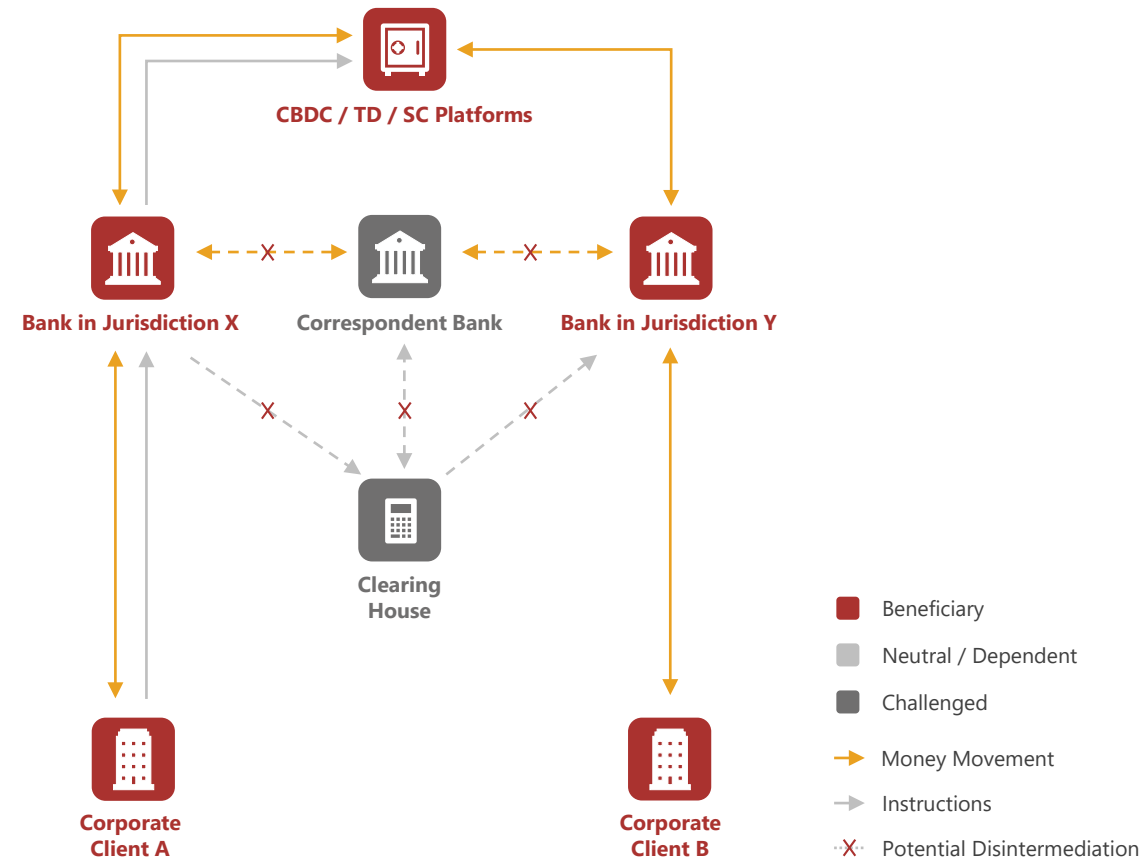 CBDC / TD / SC Platforms
Bank in Jurisdiction X
Correspondent Bank
Bank in Jurisdiction Y
X
X
X
X
X
Clearing
House
Corporate
Client A
Corporate
Client B
Beneficiary
Neutral / Dependent
Challenged
Money Movement
Instructions
X
Potential Disintermediation